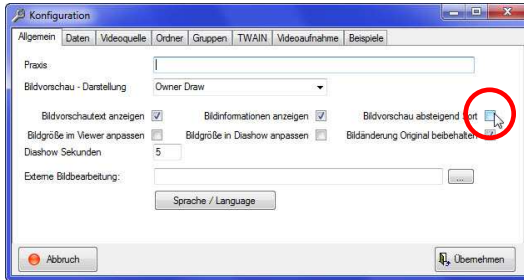 Konfiguration
Allgemein Daten Videoquelle Ordner Gruppen TWAIN Videoaufnahme Beispiele
Praxis
Bildvorschau - Darstellung Owner Draw
Bildvorschautext anzeigen Bildinformationen anzeigen Bildvorschau absteigend Sort
Bildgröße im Viewer anpassen Bildgröße in Diashow anpassen Bildänderung Original beibehalten
Diashow Sekunden 5
Externe Bildbearbeitung: ...
Sprache / Language
Abbruch Übernehmen